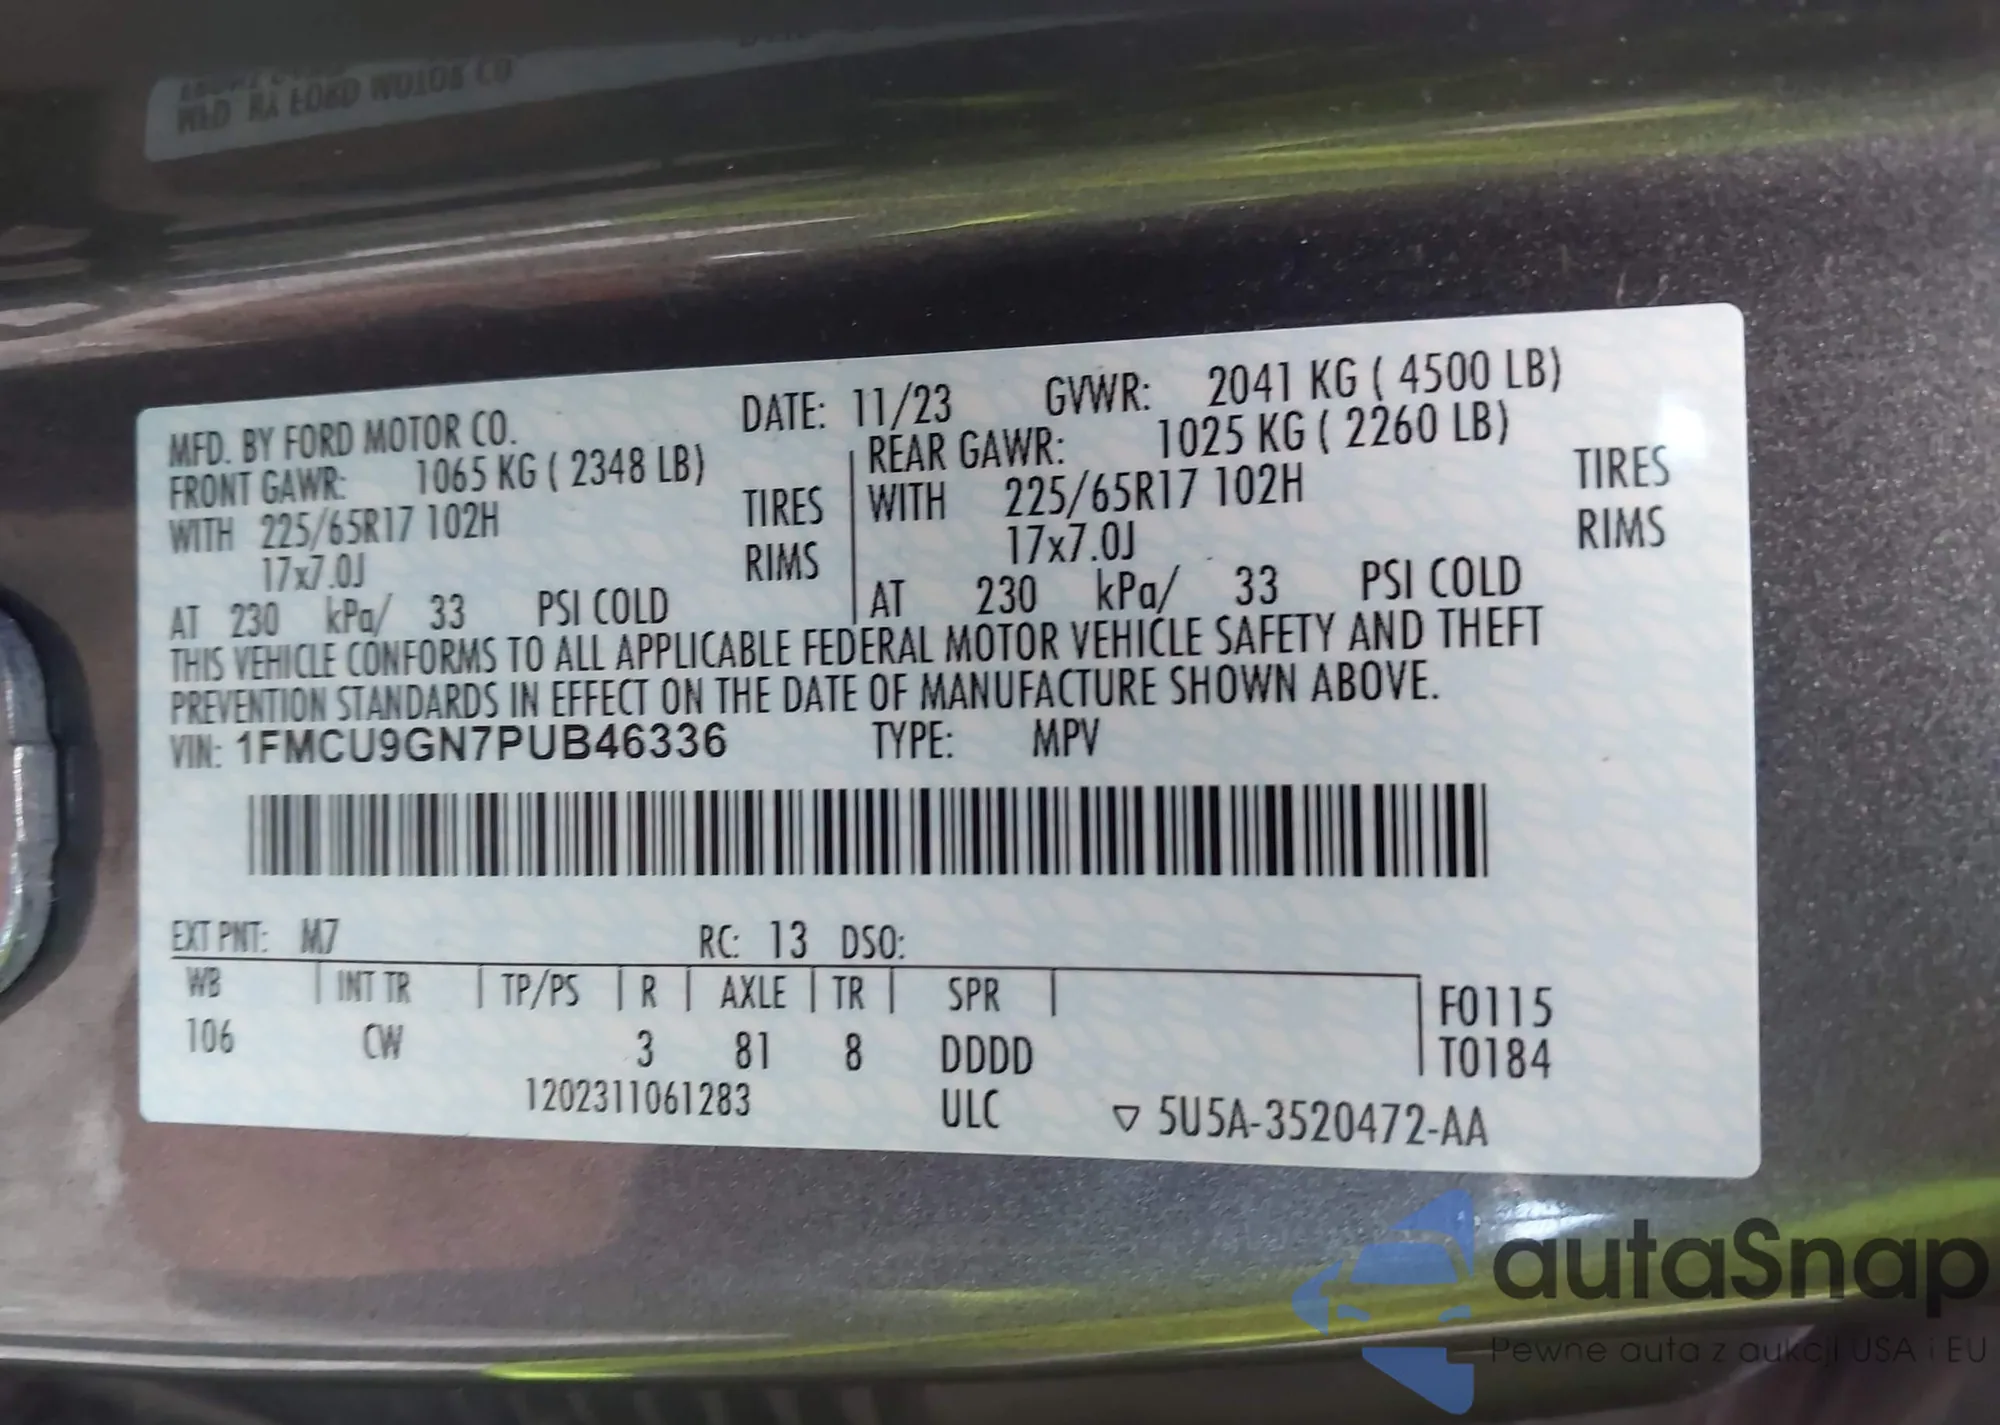 MFD. BY FORD MOTOR CO. DATE: 11/23 GVWR: 2041 KG ( 4500 LB)
FRONT GAWR: 1065 KG ( 2348 LB) REAR GAWR: 1025 KG ( 2260 LB)
WITH 225/65R17 102H TIRES WITH 225/65R17 102H TIRES
17x7.0J RIMS 17x7.0J RIMS
AT 230 kPa/ 33 PSI COLD AT 230 kPa/ 33 PSI COLD
THIS VEHICLE CONFORMS TO ALL APPLICABLE FEDERAL MOTOR VEHICLE SAFETY AND THEFT
PREVENTION STANDARDS IN EFFECT ON THE DATE OF MANUFACTURE SHOWN ABOVE.
VIN: 1FMCU9GN7PUB46336 TYPE: MPV
EXT PNT: M7 RC: 13 DSO:
WB INT TR TP/PS R AXLE TR SPR F0115
106 CW 3 81 8 DDDD T0184
1202311061283 ULC ▽ 5U5A-3520472-AA
autaSnap
Pewne auta z aukcji USA i EU